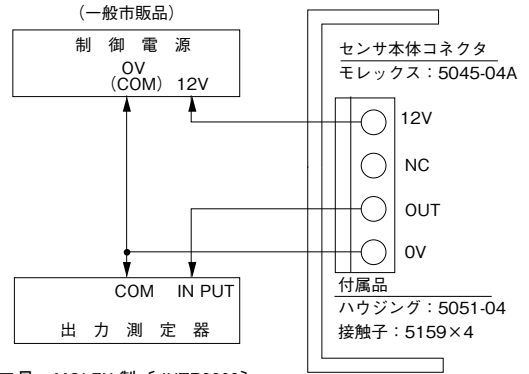 （一般市販品）
制御電源
0V
(COM) 12V
センサ本体コネクタ
モレックス：5045-04A
12V
NC
OUT
0V
COM IN PUT
出力測定器
付属品
ハウジング：5051-04
接触子：5159×4